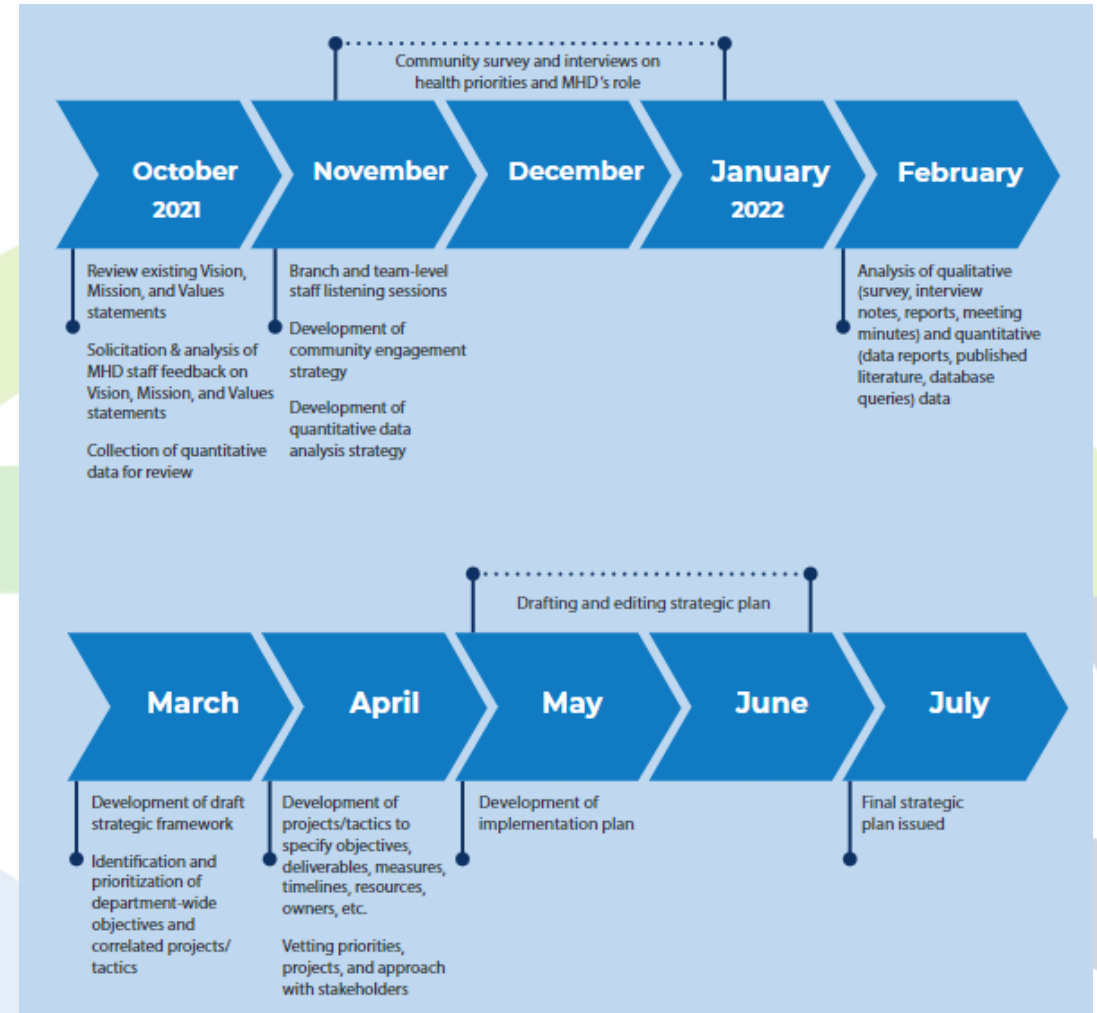 Community survey and interviews on
health priorities and MHD's role
October
2021
November
December
January
2022
February
Review existing Vision,
Mission, and Values
statements
Solicitation & analysis of
MHD staff feedback on
Vision, Mission, and Values
statements
Collection of quantitative
data for review
Branch and team-level
staff listening sessions
Development of
community engagement
strategy
Development of
quantitative data
analysis strategy
Analysis of qualitative
(survey, interview
notes, reports, meeting
minutes) and quantitative
(data reports, published
literature, database
queries) data
Drafting and editing strategic plan
March
April
May
June
July
Development of draft
strategic framework
Identification and
prioritization of
department-wide
objectives and
correlated projects/
tactics
Development of
projects/tactics to
specify objectives,
deliverables, measures,
timelines, resources,
owners, etc.
Vetting priorities,
projects, and approach
with stakeholders
Development of
implementation plan
Final strategic
plan issued